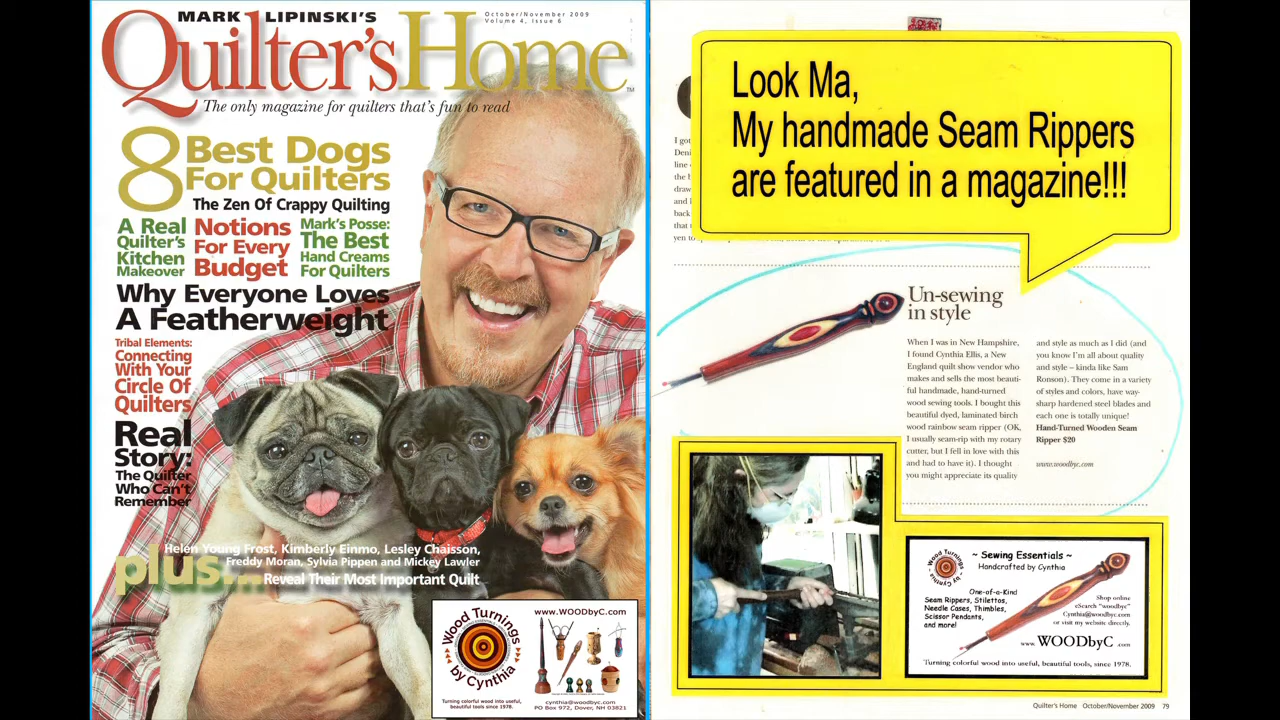 MARK LIPINSKI'S
October/November 2009
Volume 4, Issue 6
Quilter's Home
TM
The only magazine for quilters that's fun to read
8 Best Dogs
For Quilters
The Zen Of Crappy Quilting
A Real
Quilter's
Kitchen
Makeover
Notions
For Every
Budget
Mark's Posse:
The Best
Hand Creams
For Quilters
Why Everyone Loves
A Featherweight
Tribal Elements:
Connecting
With Your
Circle Of
Quilters
Real
Story:
The Quilter
Who Can't
Remember
plus...
Helen Young Frost, Kimberly Einmo, Lesley Chaisson,
Freddy Moran, Sylvia Pippen and Mickey Lawler
Reveal Their Most Important Quilt
Wood Turnings
by Cynthia
Turning colorful wood into useful,
beautiful tools since 1978.
www.WOODbyC.com
cynthia@woodbyc.com
PO Box 972, Dover, NH 03821
Look Ma,
My handmade Seam Rippers
are featured in a magazine!!!
I got
Deni
line
the b
draw
and i
back
that
yen to
Un-sewing
in style
When I was in New Hampshire,
I found Cynthia Ellis, a New
England quilt show vendor who
makes and sells the most beauti-
ful handmade, hand-turned
wood sewing tools. I bought this
beautiful dyed, laminated birch
wood rainbow seam ripper (OK,
I usually seam-rip with my rotary
cutter, but I fell in love with this
and had to have it). I thought
you might appreciate its quality
and style as much as I did (and
you know I'm all about quality
and style – kinda like Sam
Ronson). They come in a variety
of styles and colors, have way-
sharp hardened steel blades and
each one is totally unique!
Hand-Turned Wooden Seam
Ripper $20
www.woodbyc.com
Wood Turnings
by Cynthia
~ Sewing Essentials ~
Handcrafted by Cynthia
One-of-a-Kind
Seam Rippers, Stilettos,
Needle Cases, Thimbles,
Scissor Pendants,
and more!
Shop online
eSearch "woodbyc"
Cynthia@woodbyc.com
or visit my website directly.
www.WOODbyC.com
Turning colorful wood into useful, beautiful tools, since 1978.
Quilter's Home October/November 2009 79